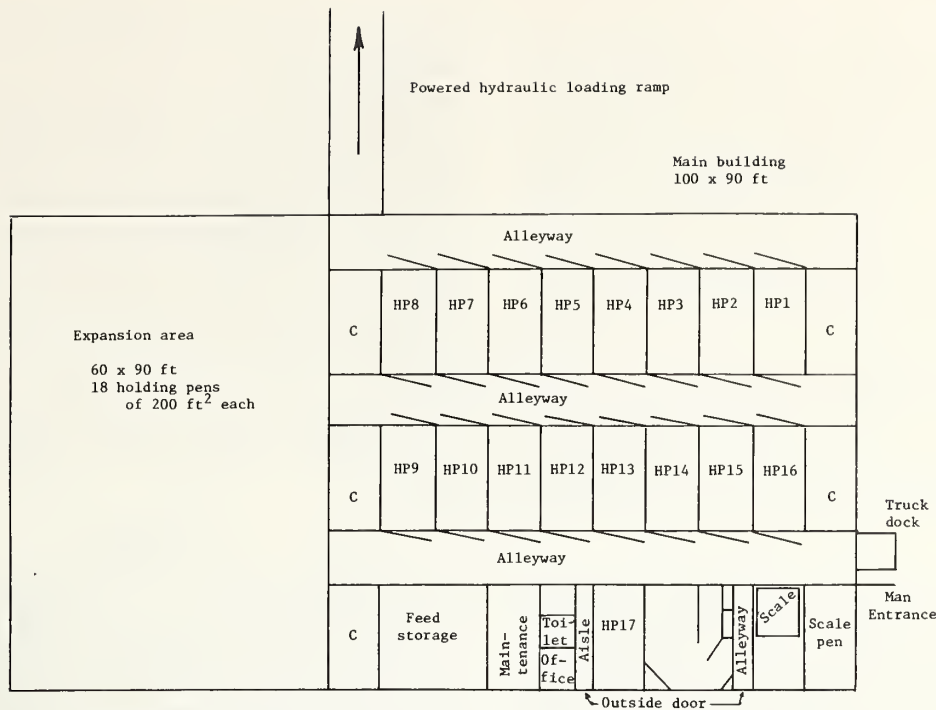 Powered hydraulic loading ramp
Main building
100 x 90 ft
Alleyway
HP8 HP7 HP6 HP5 HP4 HP3 HP2 HP1
C C
Expansion area
60 x 90 ft
18 holding pens
of 200 ft² each
Alleyway
HP9 HP10 HP11 HP12 HP13 HP14 HP15 HP16
C C
Truck
dock
Alleyway
Man
Entrance
C
Feed
storage
Main-
tenance
Toi-
let
Of-
fice
Aisle
HP17
Alleyway
Scale
Scale
pen
Outside door